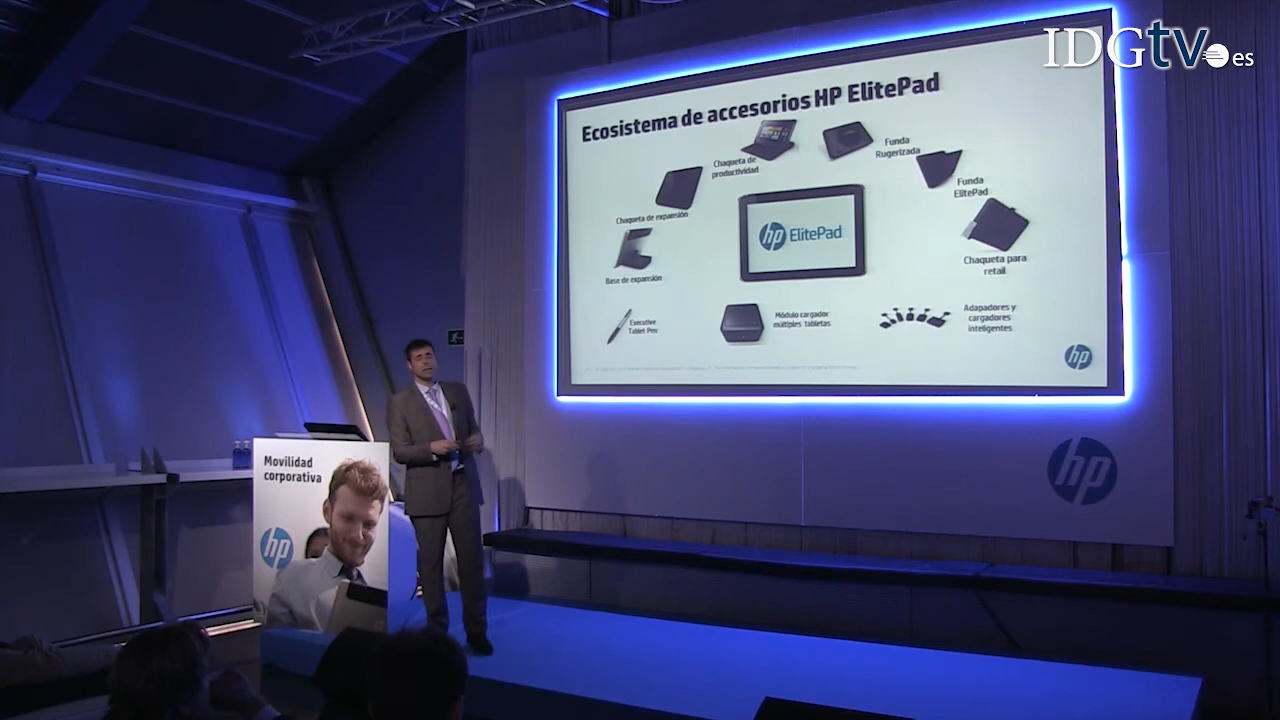 IDGtv.es
Ecosistema de accesorios HP ElitePad
Chaqueta de
productividad
Funda
Rugerizada
Funda
ElitePad
Chaqueta de expansión
hp ElitePad
Chaqueta para
retail
Base de expansión
Executive
Tablet Pen
Módulo cargador
múltiples tabletas
Adapadores y
cargadores
inteligentes
hp
hp
Movilidad
corporativa
hp